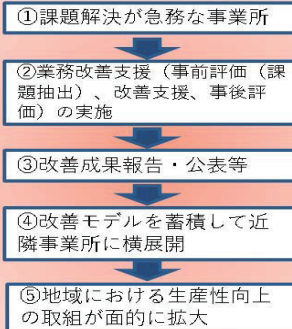 ①課題解決が急務な事業所
②業務改善支援（事前評価（課
題抽出）、改善支援、事後評
価）の実施
③改善成果報告・公表等
④改善モデルを蓄積して近
隣事業所に横展開
⑤地域における生産性向上
の取組が面的に拡大